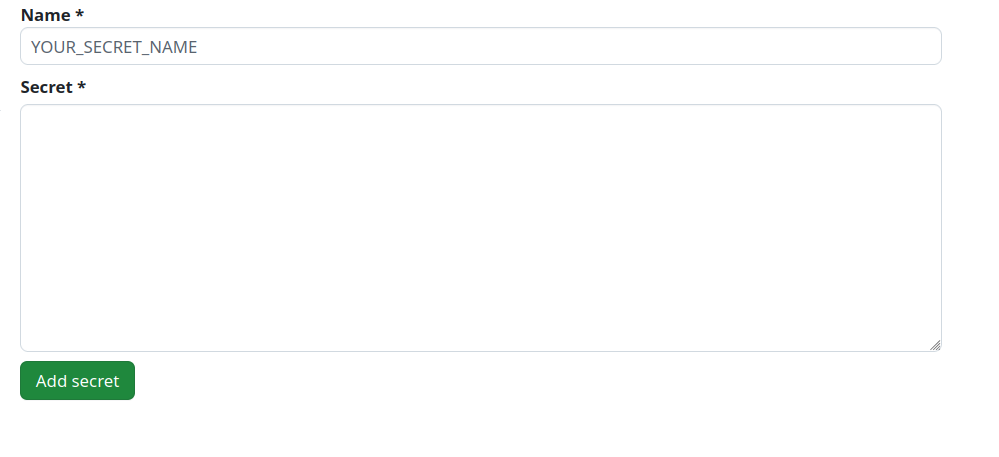 Name *
YOUR_SECRET_NAME
Secret *
Add secret